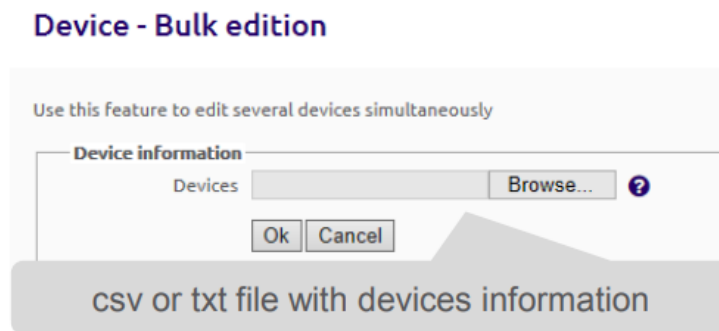 Device - Bulk edition
Use this feature to edit several devices simultaneously
Device information
Devices Browse... ?
Ok Cancel
csv or txt file with devices information